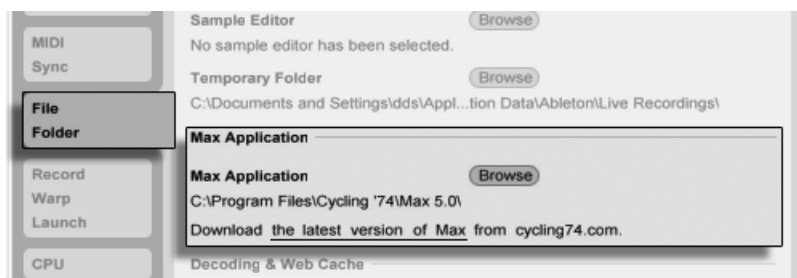 MIDI
Sync
File
Folder
Record
Warp
Launch
CPU
Sample Editor
Browse
No sample editor has been selected.
Temporary Folder
Browse
C:\Documents and Settings\dds\Appl...tion Data\Ableton\Live Recordings\
Max Application
Max Application
Browse
C:\Program Files\Cycling '74\Max 5.0\
Download the latest version of Max from cycling74.com.
Decoding & Web Cache